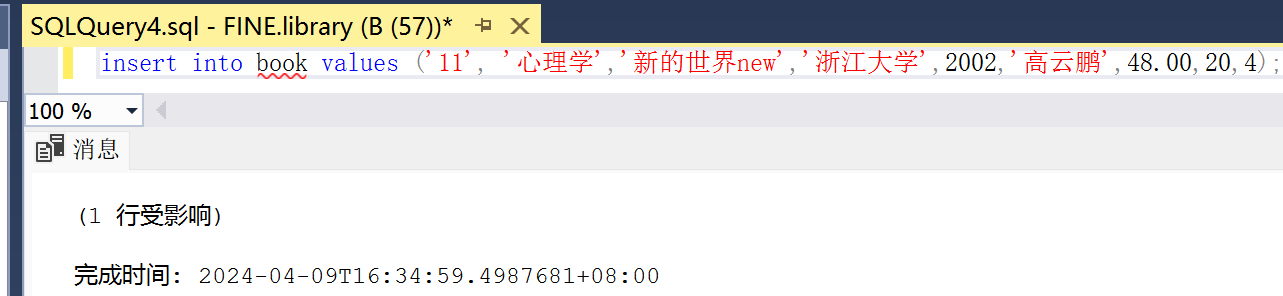 SQLQuery4.sql - FINE.library (B (57))*
insert into book values ('11', '心理学','新的世界new','浙江大学',2002,'高云鹏',48.00,20,4);
100 %
消息
(1 行受影响)
完成时间: 2024-04-09T16:34:59.4987681+08:00